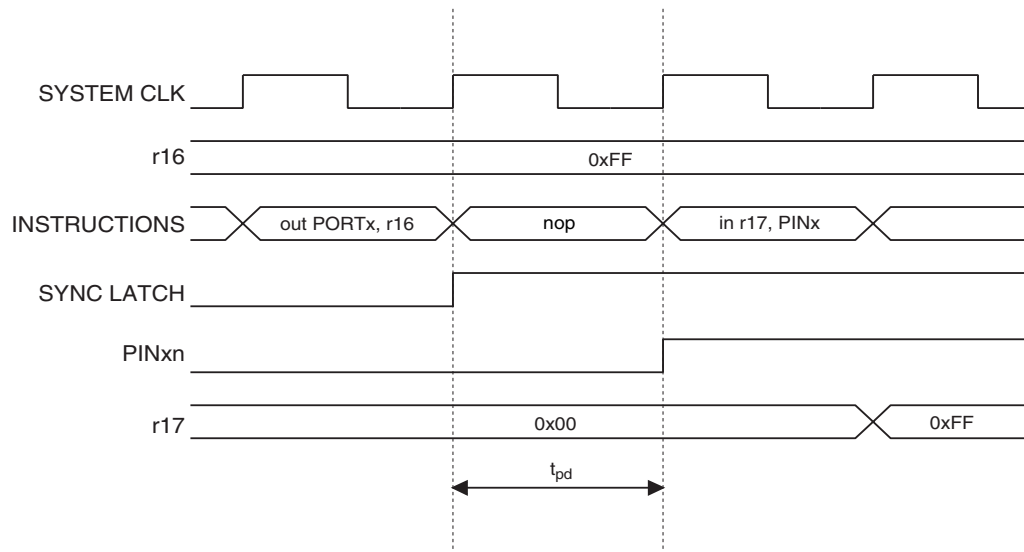 SYSTEM CLK
r16
0xFF
INSTRUCTIONS
out PORTx, r16
nop
in r17, PINx
SYNC LATCH
PINxn
r17
0x00
0xFF
tpd